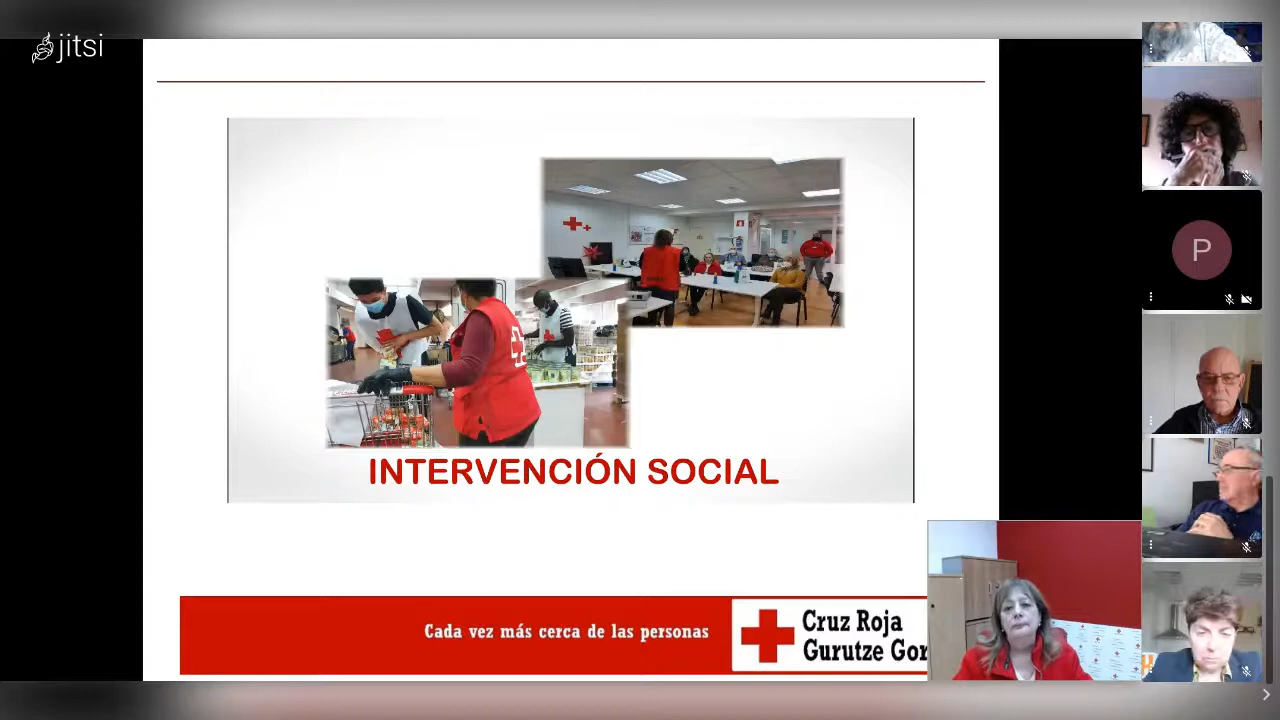 jitsi
INTERVENCIÓN SOCIAL
Cada vez más cerca de las personas
Cruz Roja
Gurutze Gor
P